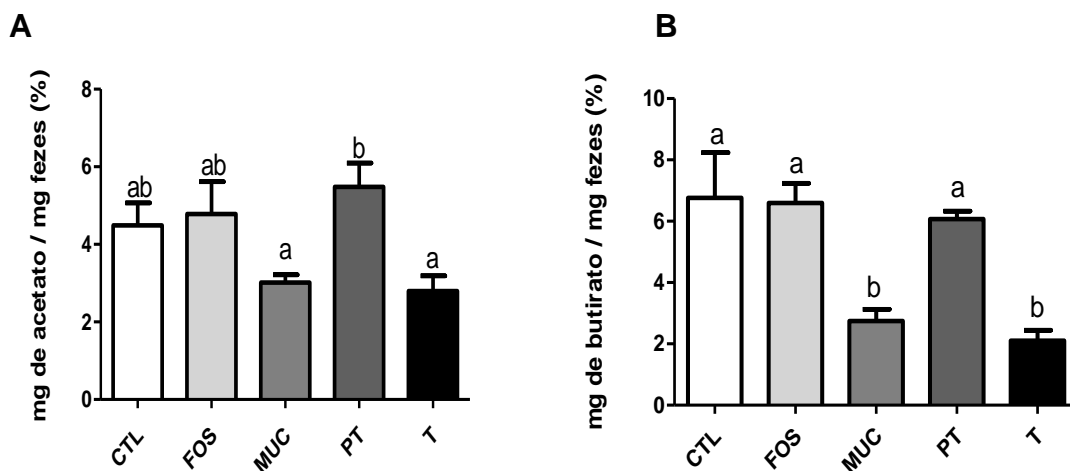 A
mg de acetato / mg fezes (%)
8
6
4
2
0
ab
ab
a
b
a
CTL
FOS
MUC
PT
T
B
mg de butirato / mg fezes (%)
10
8
6
4
2
0
a
a
b
a
b
CTL
FOS
MUC
PT
T